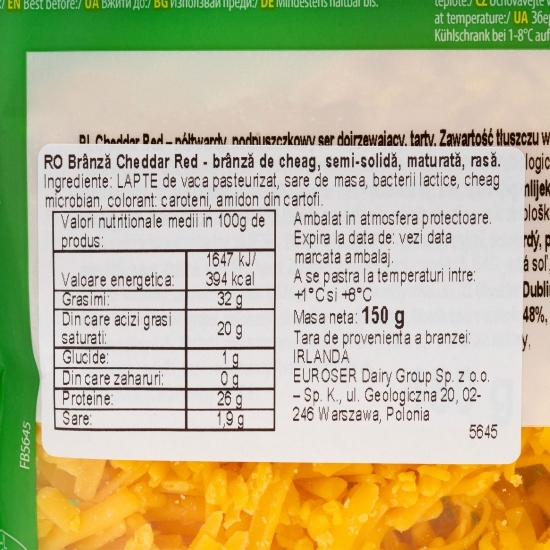 EN Best before:/ UA Вжити до:/ BG Използвай преди:/ DE Mindestens haltbar bis:
at temperature:/ UA
Kühlschrank bei 1-8°C
PL Cheddar Red – półtwardy, podpuszczkowy ser dojrzewający, tarty. Zawartość tłuszczu w
RO Brânză Cheddar Red - brânză de cheag, semi-solidă, maturată, rasă.
Ingrediente: LAPTE de vaca pasteurizat, sare de masa, bacterii lactice, cheag
microbian, colorant: caroteni, amidon din cartofi.
Valori nutritionale medii in 100g de
produs:
Valoare energetica: 1647 kJ/
394 kcal
Grasimi: 32 g
Din care acizi grasi
saturati: 20 g
Glucide: 1 g
Din care zaharuri: 0 g
Proteine: 26 g
Sare: 1,9 g
Ambalat in atmosfera protectoare.
Expira la data de: vezi data
marcata ambalaj.
A se pastra la temperaturi intre:
+1°C si +8°C
Masa neta: 150 g
Tara de provenienta a branzei:
IRLANDA
EUROSER Dairy Group Sp. z o.o.
– Sp. K., ul. Geologiczna 20, 02-
246 Warszawa, Polonia
5645
48%,
FB5645